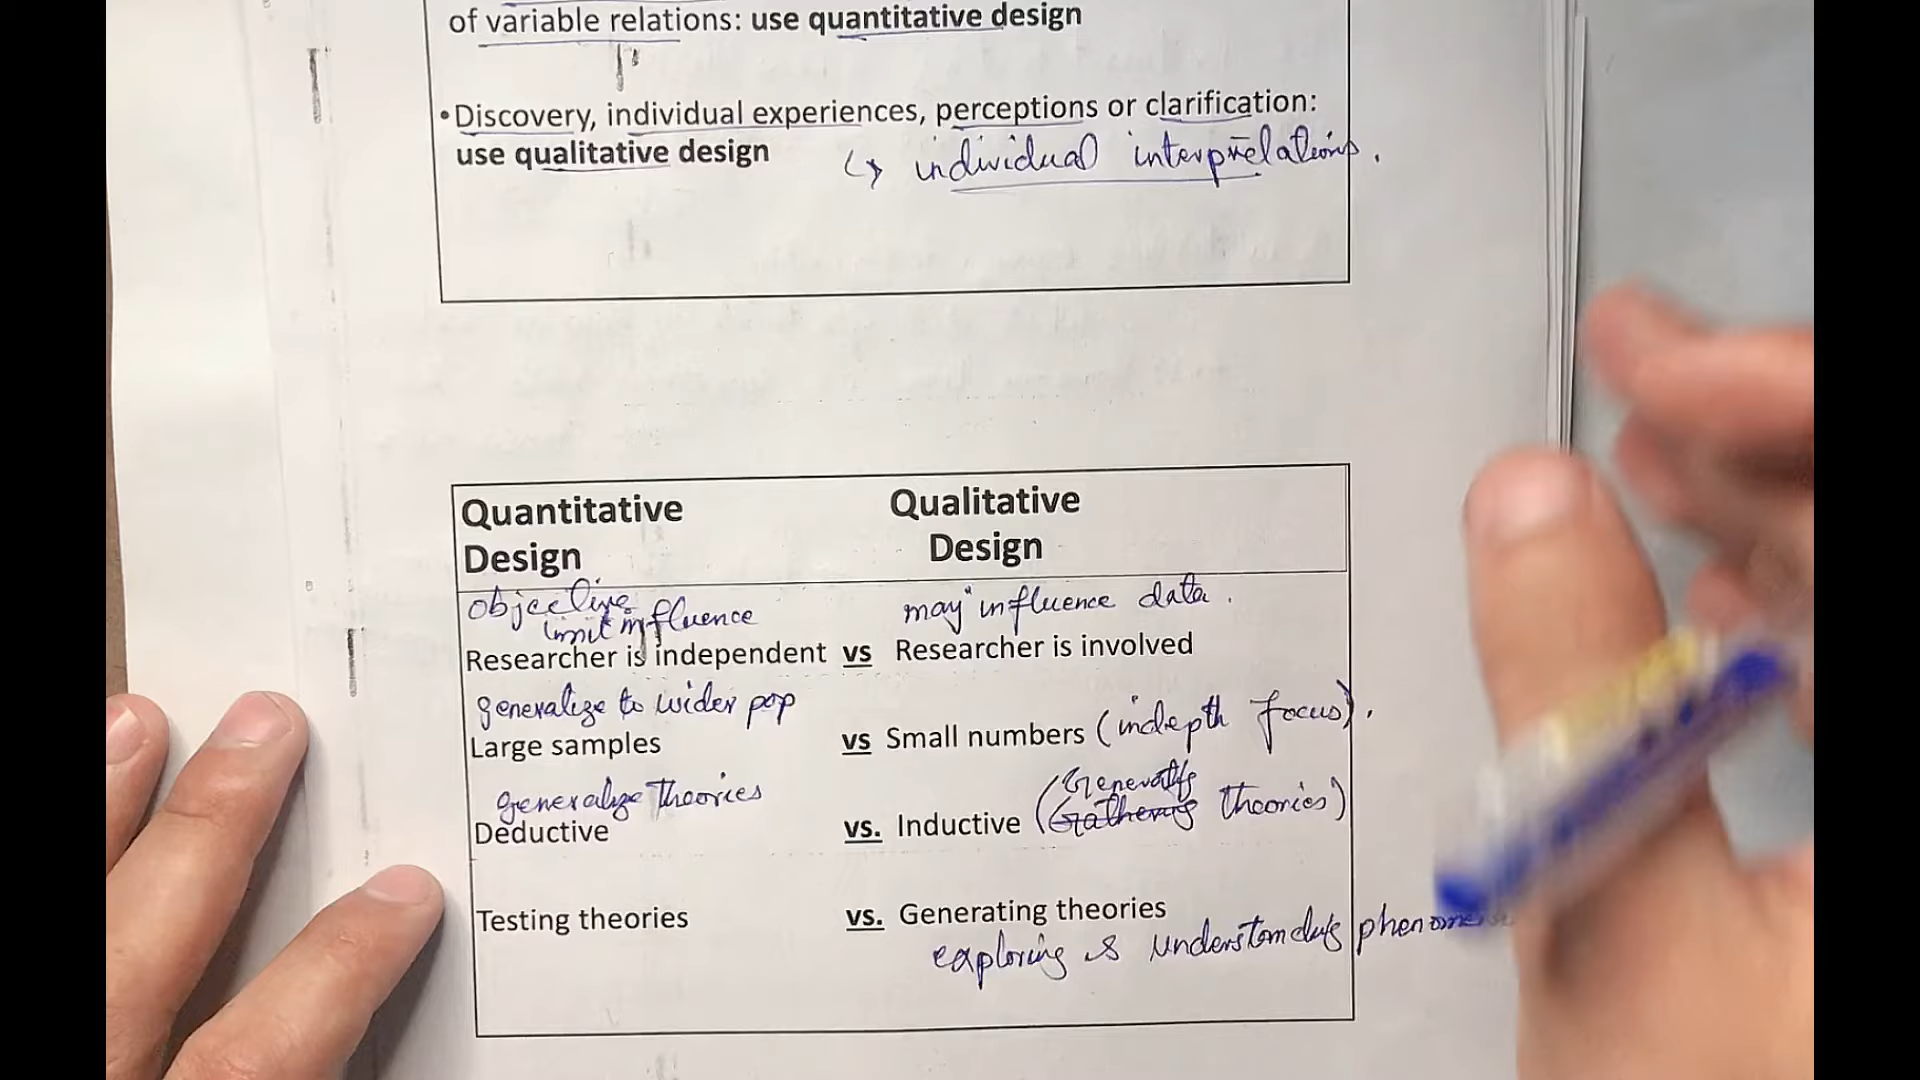 of variable relations: use quantitative design
•Discovery, individual experiences, perceptions or clarification:
use qualitative design
↳ individual interpretations.
Quantitative Design
Qualitative Design
objective
limit influence
may influence data.
Researcher is independent vs Researcher is involved
generalize to wider pop
Large samples vs Small numbers (indepth focus).
generalize theories
Deductive vs. Inductive (Gathering theories)
Testing theories vs. Generating theories
exploring & understanding